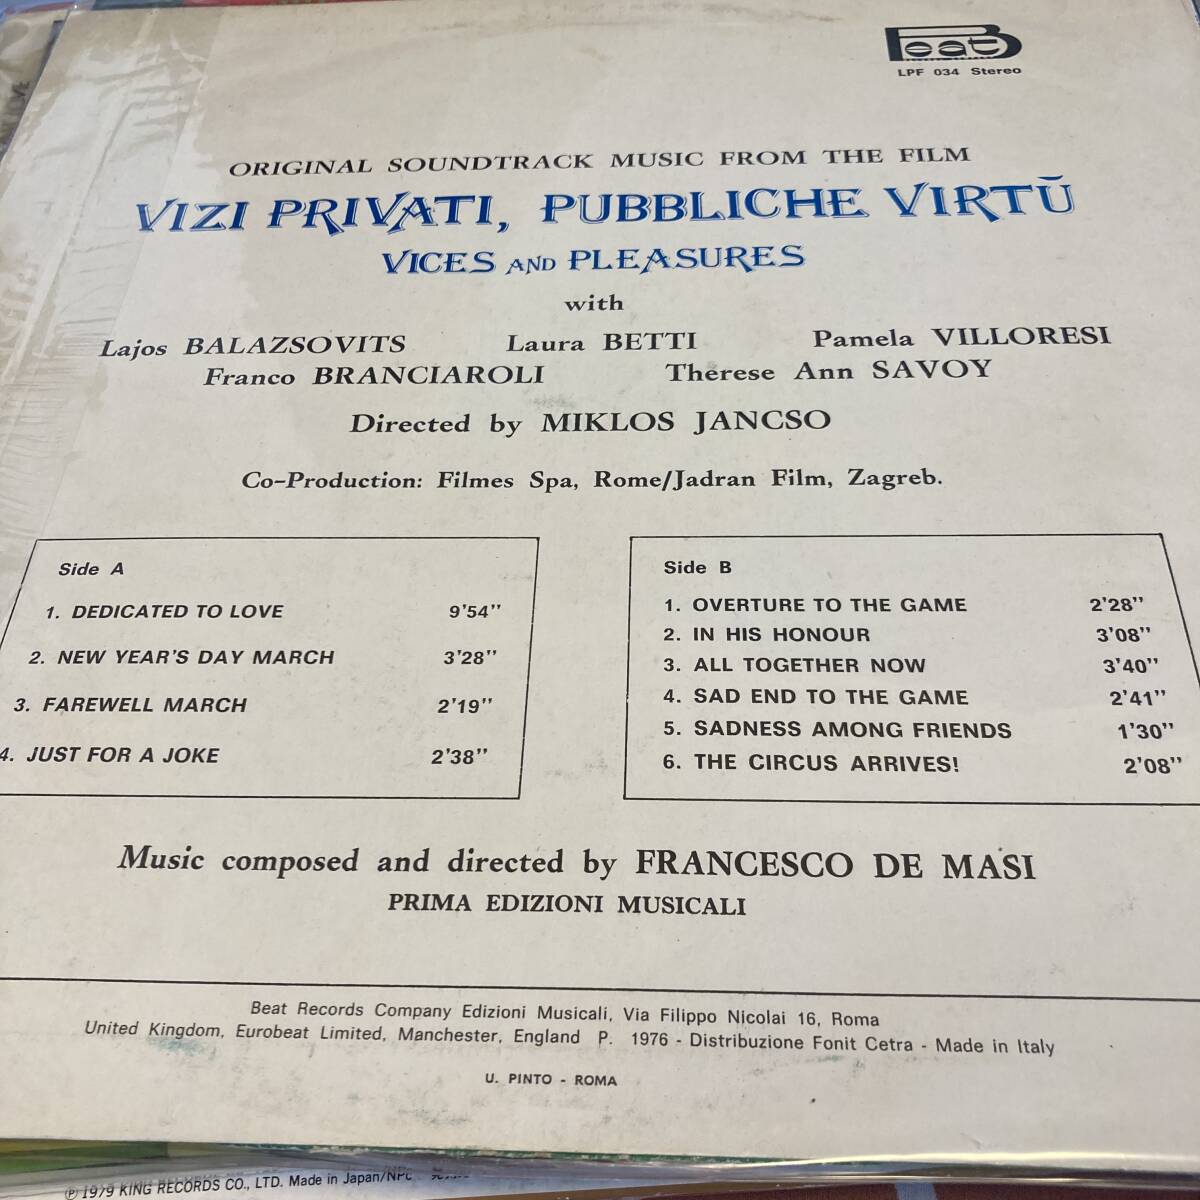 Beat
LPF 034 Stereo
ORIGINAL SOUNDTRACK MUSIC FROM THE FILM
VIZI PRIVATI, PUBBLICHE VIRTŪ
VICES AND PLEASURES
with
Lajos BALAZSOVITS Laura BETTI Pamela VILLORESI
Franco BRANCIAROLI Thérese Ann SAVOY
Directed by MIKLOS JANCSO
Co-Production: Filmes Spa, Rome/Jadran Film, Zagreb.
Side A
1. DEDICATED TO LOVE 9'54"
2. NEW YEAR'S DAY MARCH 3'28"
3. FAREWELL MARCH 2'19"
4. JUST FOR A JOKE 2'38"
Side B
1. OVERTURE TO THE GAME 2'28"
2. IN HIS HONOUR 3'08"
3. ALL TOGETHER NOW 3'40"
4. SAD END TO THE GAME 2'41"
5. SADNESS AMONG FRIENDS 1'30"
6. THE CIRCUS ARRIVES! 2'08"
Music composed and directed by FRANCESCO DE MASI
PRIMA EDIZIONI MUSICALI
Beat Records Company Edizioni Musicali, Via Filippo Nicolai 16, Roma
United Kingdom, Eurobeat Limited, Manchester, England P. 1976 - Distribuzione Fonit Cetra - Made in Italy
U. PINTO - ROMA
℗ 1979 KING RECORDS CO., LTD. Made in Japan/NPC